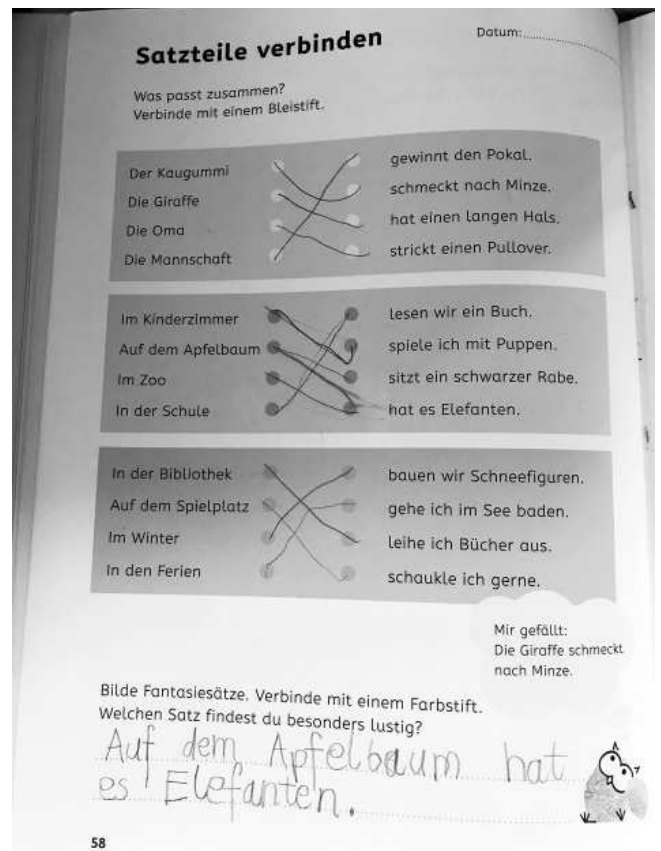 Satzteile verbinden
Datum:
Was passt zusammen?
Verbinde mit einem Bleistift.
Der Kaugummi
gewinnt den Pokal.
Die Giraffe
schmeckt nach Minze.
Die Oma
hat einen langen Hals.
Die Mannschaft
strickt einen Pullover.
Im Kinderzimmer
lesen wir ein Buch.
Auf dem Apfelbaum
spiele ich mit Puppen.
Im Zoo
sitzt ein schwarzer Rabe.
In der Schule
hat es Elefanten.
In der Bibliothek
bauen wir Schneefiguren.
Auf dem Spielplatz
gehe ich im See baden.
Im Winter
leihe ich Bücher aus.
In den Ferien
schaukle ich gerne.
Mir gefällt:
Die Giraffe schmeckt
nach Minze.
Bilde Fantasiesätze. Verbinde mit einem Farbstift.
Welchen Satz findest du besonders lustig?
Auf dem Apfelbaum hat
es Elefanten.
58